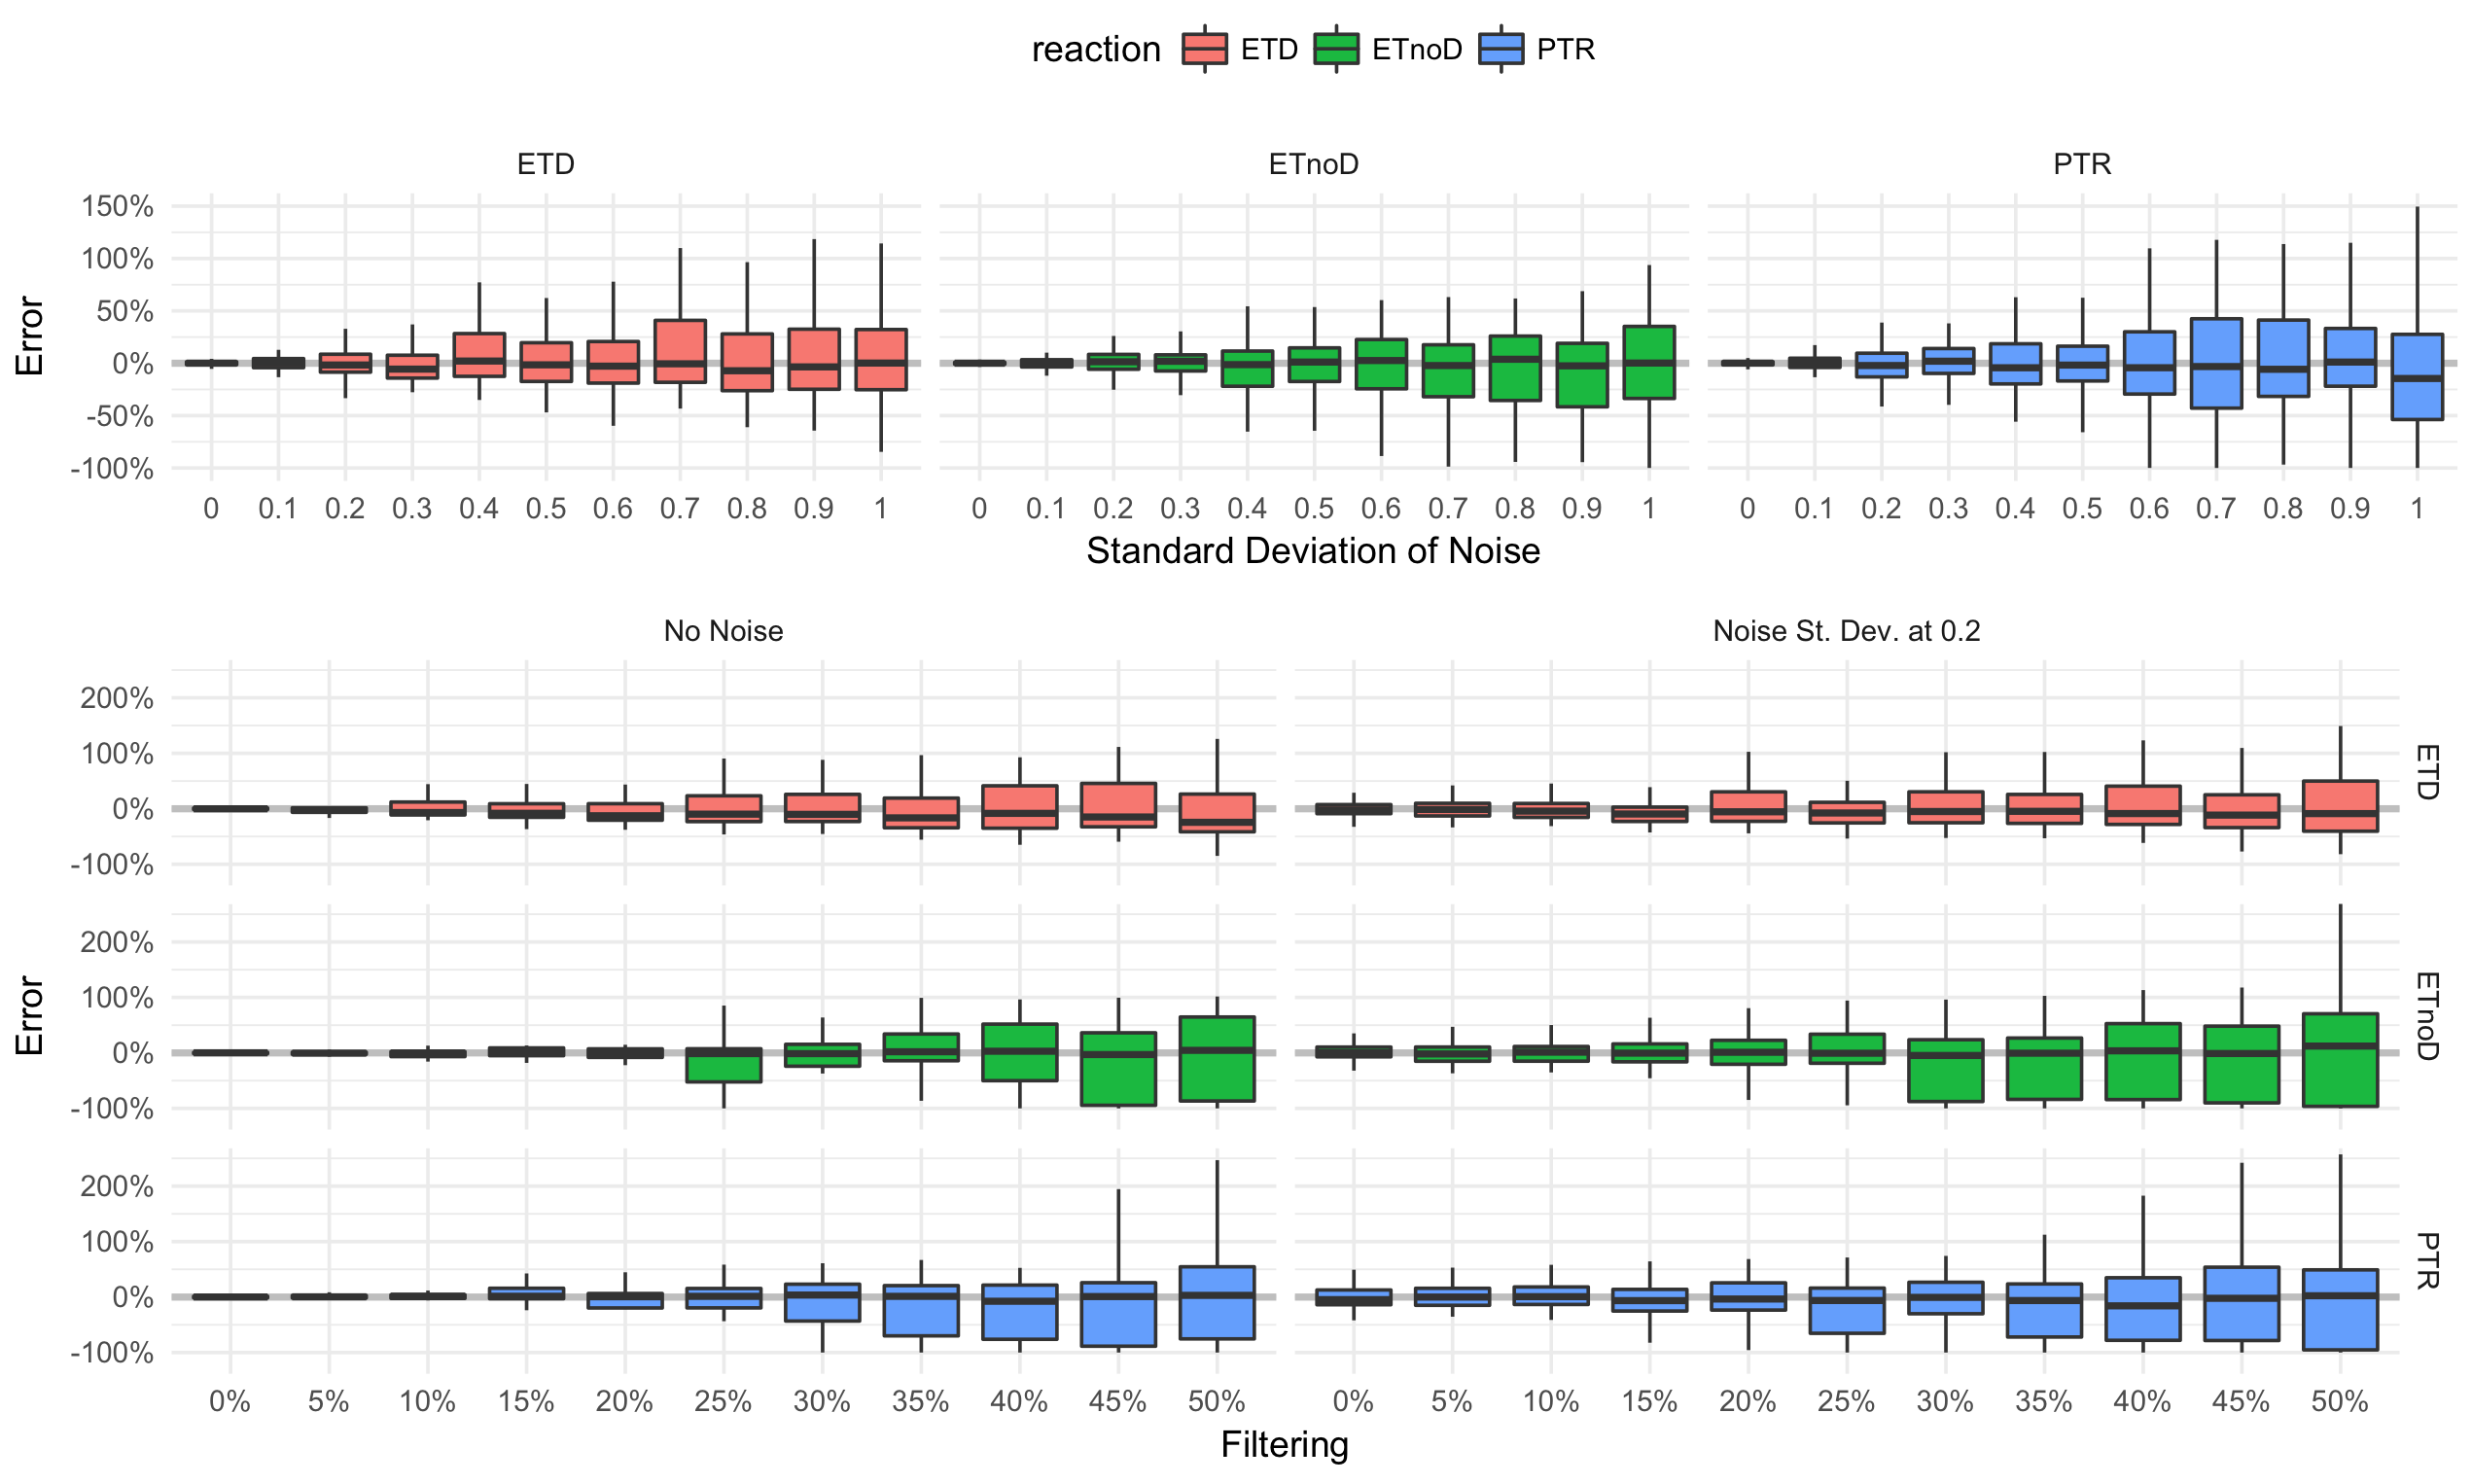 reaction ETD ETnoD PTR
ETD ETnoD PTR
150%
100%
50%
0%
-50%
-100%
Error
0 0.1 0.2 0.3 0.4 0.5 0.6 0.7 0.8 0.9 1 0 0.1 0.2 0.3 0.4 0.5 0.6 0.7 0.8 0.9 1 0 0.1 0.2 0.3 0.4 0.5 0.6 0.7 0.8 0.9 1
Standard Deviation of Noise
No Noise Noise St. Dev. at 0.2
200%
100%
0%
-100%
ETD
200%
100%
0%
-100%
ETnoD
Error
200%
100%
0%
-100%
PTR
0% 5% 10% 15% 20% 25% 30% 35% 40% 45% 50% 0% 5% 10% 15% 20% 25% 30% 35% 40% 45% 50%
Filtering